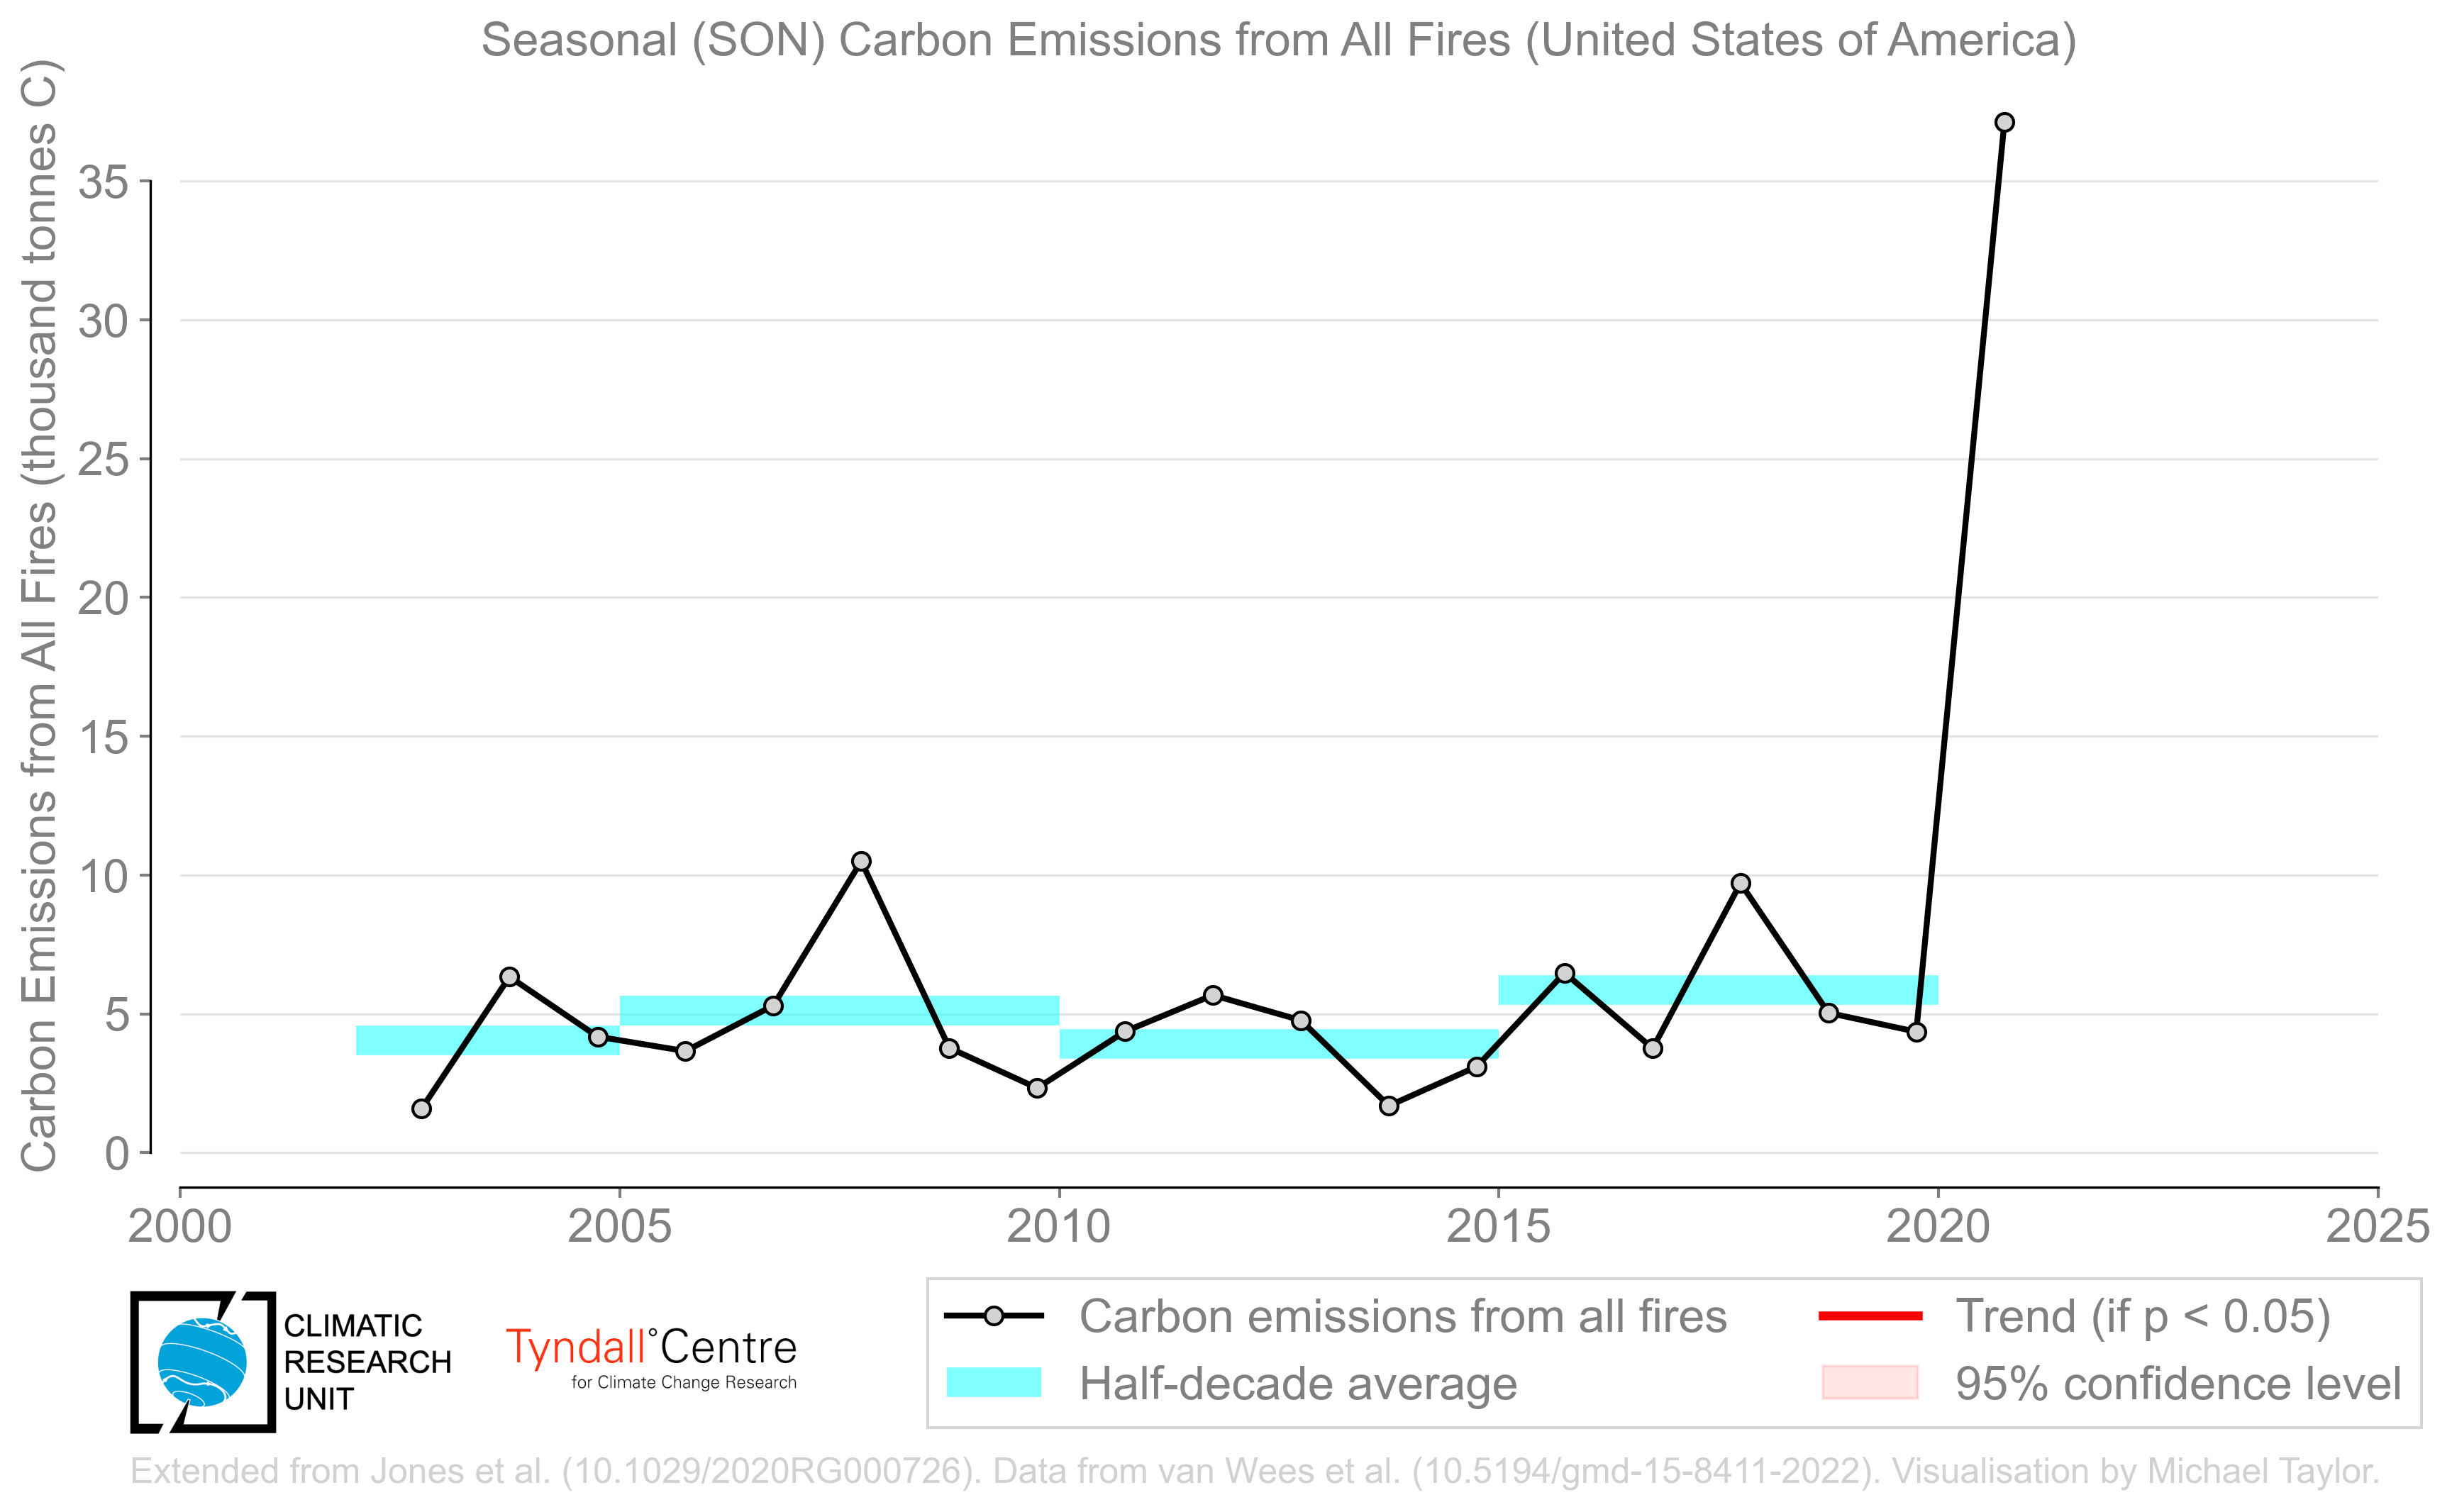 Seasonal (SON) Carbon Emissions from All Fires (United States of America)
Carbon Emissions from All Fires (thousand tonnes C)
35
30
25
20
15
10
5
0
2000 2005 2010 2015 2020 2025
CLIMATIC
RESEARCH
UNIT
Tyndall°Centre
for Climate Change Research
Carbon emissions from all fires
Half-decade average
Trend (if p < 0.05)
95% confidence level
Extended from Jones et al. (10.1029/2020RG000726). Data from van Wees et al. (10.5194/gmd-15-8411-2022). Visualisation by Michael Taylor.